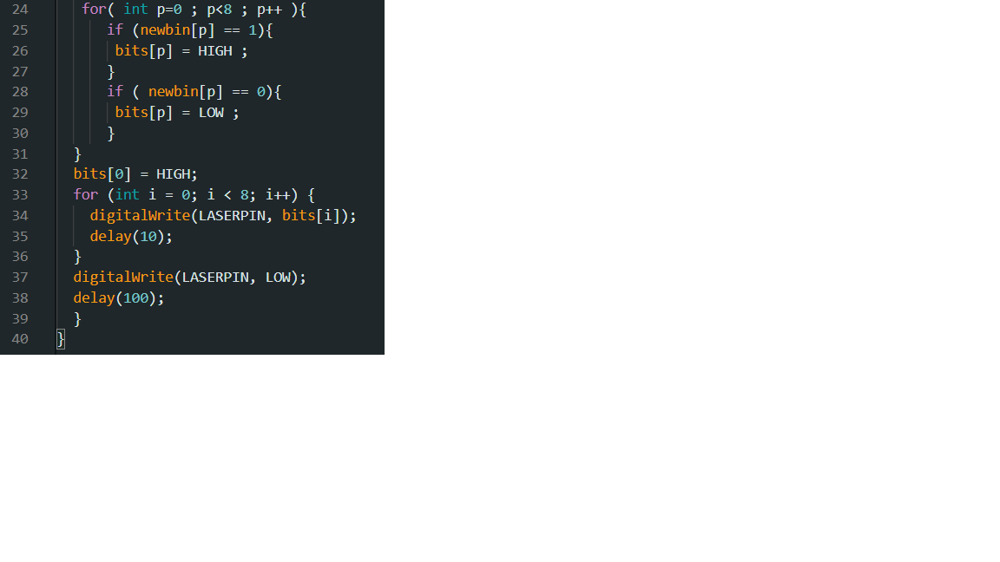 24 for( int p=0 ; p<8 ; p++ ){
25 if (newbin[p] == 1){
26 bits[p] = HIGH ;
27 }
28 if ( newbin[p] == 0){
29 bits[p] = LOW ;
30 }
31 }
32 bits[0] = HIGH;
33 for (int i = 0; i < 8; i++) {
34 digitalWrite(LASERPIN, bits[i]);
35 delay(10);
36 }
37 digitalWrite(LASERPIN, LOW);
38 delay(100);
39 }
40 }